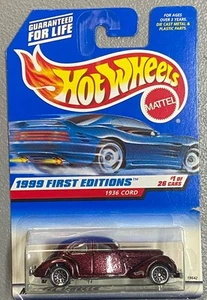 GUARANTEED
FOR LIFE
FOR AGES
OVER 3 YEARS.
DIE CAST METAL &
PLASTIC PARTS.
Hot Wheels
MATTEL
1999 FIRST EDITIONS™
#1 OF
26 CARS
1936 CORD